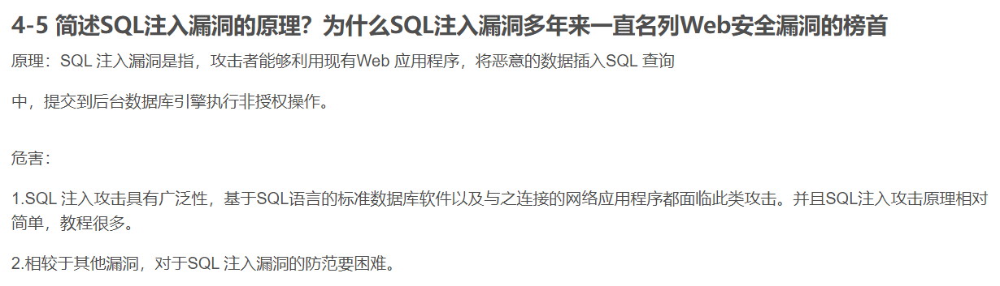 4-5 简述SQL注入漏洞的原理？为什么SQL注入漏洞多年来一直名列Web安全漏洞的榜首
原理：SQL 注入漏洞是指，攻击者能够利用现有Web 应用程序，将恶意的数据插入SQL 查询
中，提交到后台数据库引擎执行非授权操作。
危害：
1.SQL 注入攻击具有广泛性，基于SQL语言的标准数据库软件以及与之连接的网络应用程序都面临此类攻击。并且SQL注入攻击原理相对
简单，教程很多。
2.相较于其他漏洞，对于SQL 注入漏洞的防范要困难。